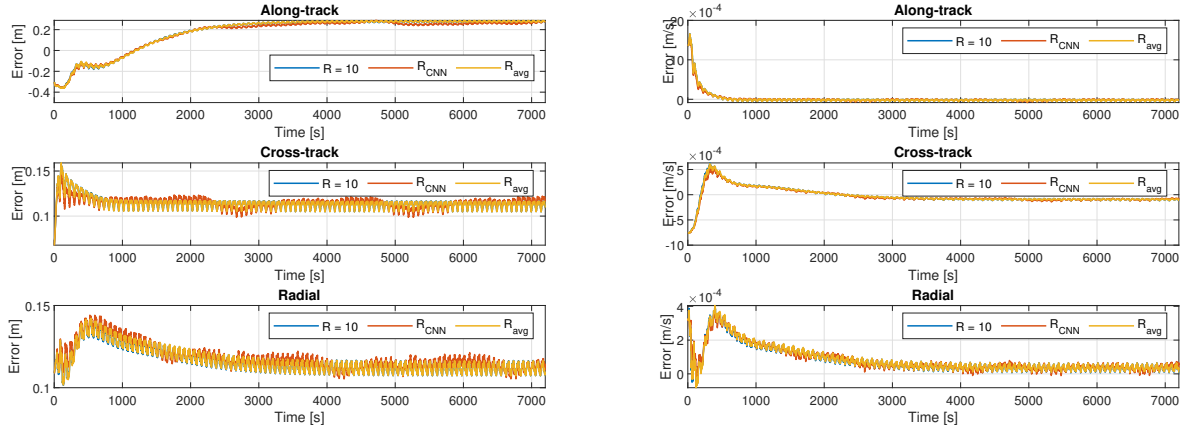 Along-track
Error [m]
0.2
0
-0.2
-0.4
R = 10 R_CNN R_avg
0 1000 2000 3000 4000 5000 6000 7000
Time [s]
Cross-track
Error [m]
0.15
0.1
R = 10 R_CNN R_avg
0 1000 2000 3000 4000 5000 6000 7000
Time [s]
Radial
Error [m]
0.15
0.1
R = 10 R_CNN R_avg
0 1000 2000 3000 4000 5000 6000 7000
Time [s]
Along-track
×10⁻⁴
Error [m/s]
20
10
0
R = 10 R_CNN R_avg
0 1000 2000 3000 4000 5000 6000 7000
Time [s]
Cross-track
×10⁻⁴
Error [m/s]
5
0
-5
-10
R = 10 R_CNN R_avg
0 1000 2000 3000 4000 5000 6000 7000
Time [s]
Radial
×10⁻⁴
Error [m/s]
4
2
0
R = 10 R_CNN R_avg
0 1000 2000 3000 4000 5000 6000 7000
Time [s]